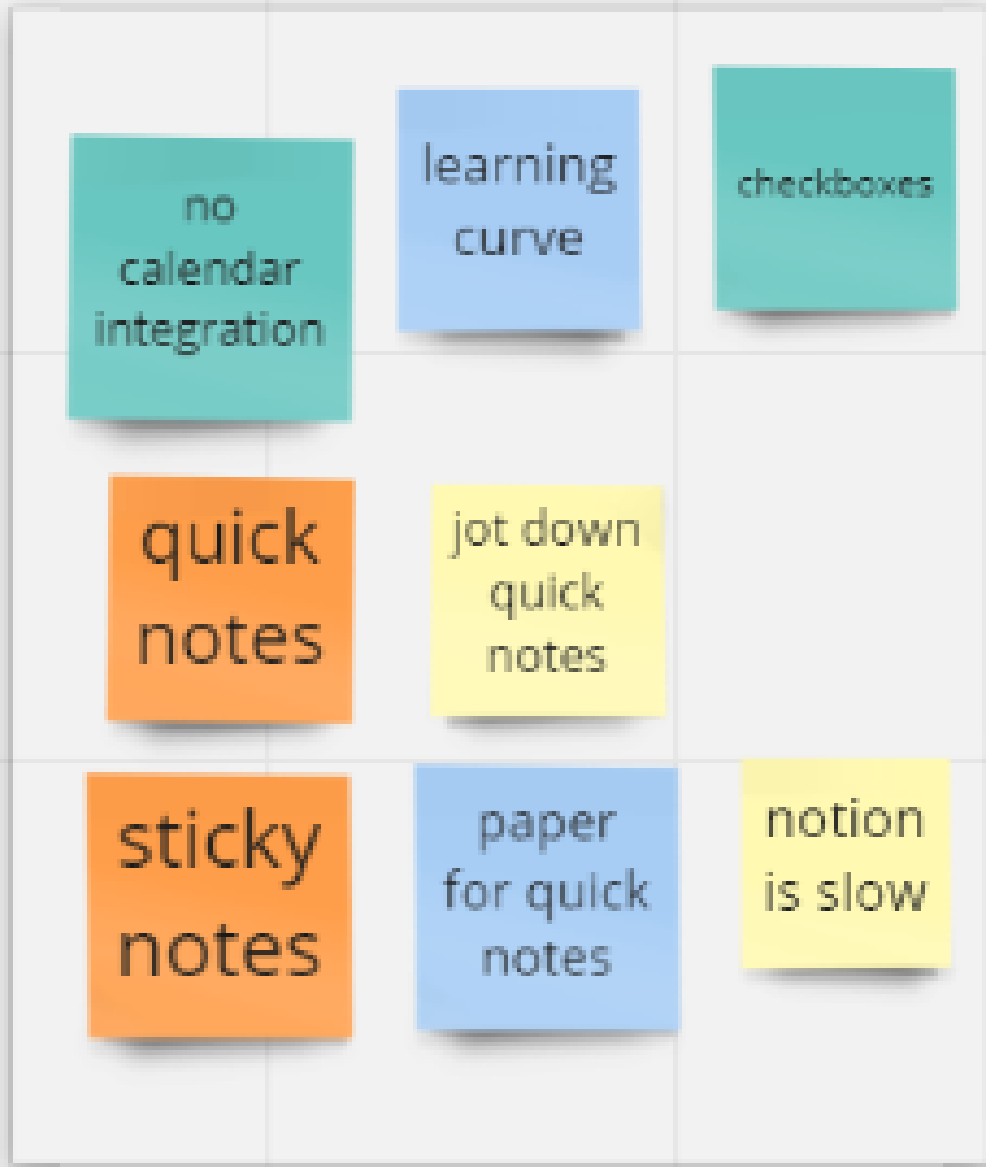 no
calendar
integration
learning
curve
checkboxes
quick
notes
jot down
quick
notes
sticky
notes
paper
for quick
notes
notion
is slow